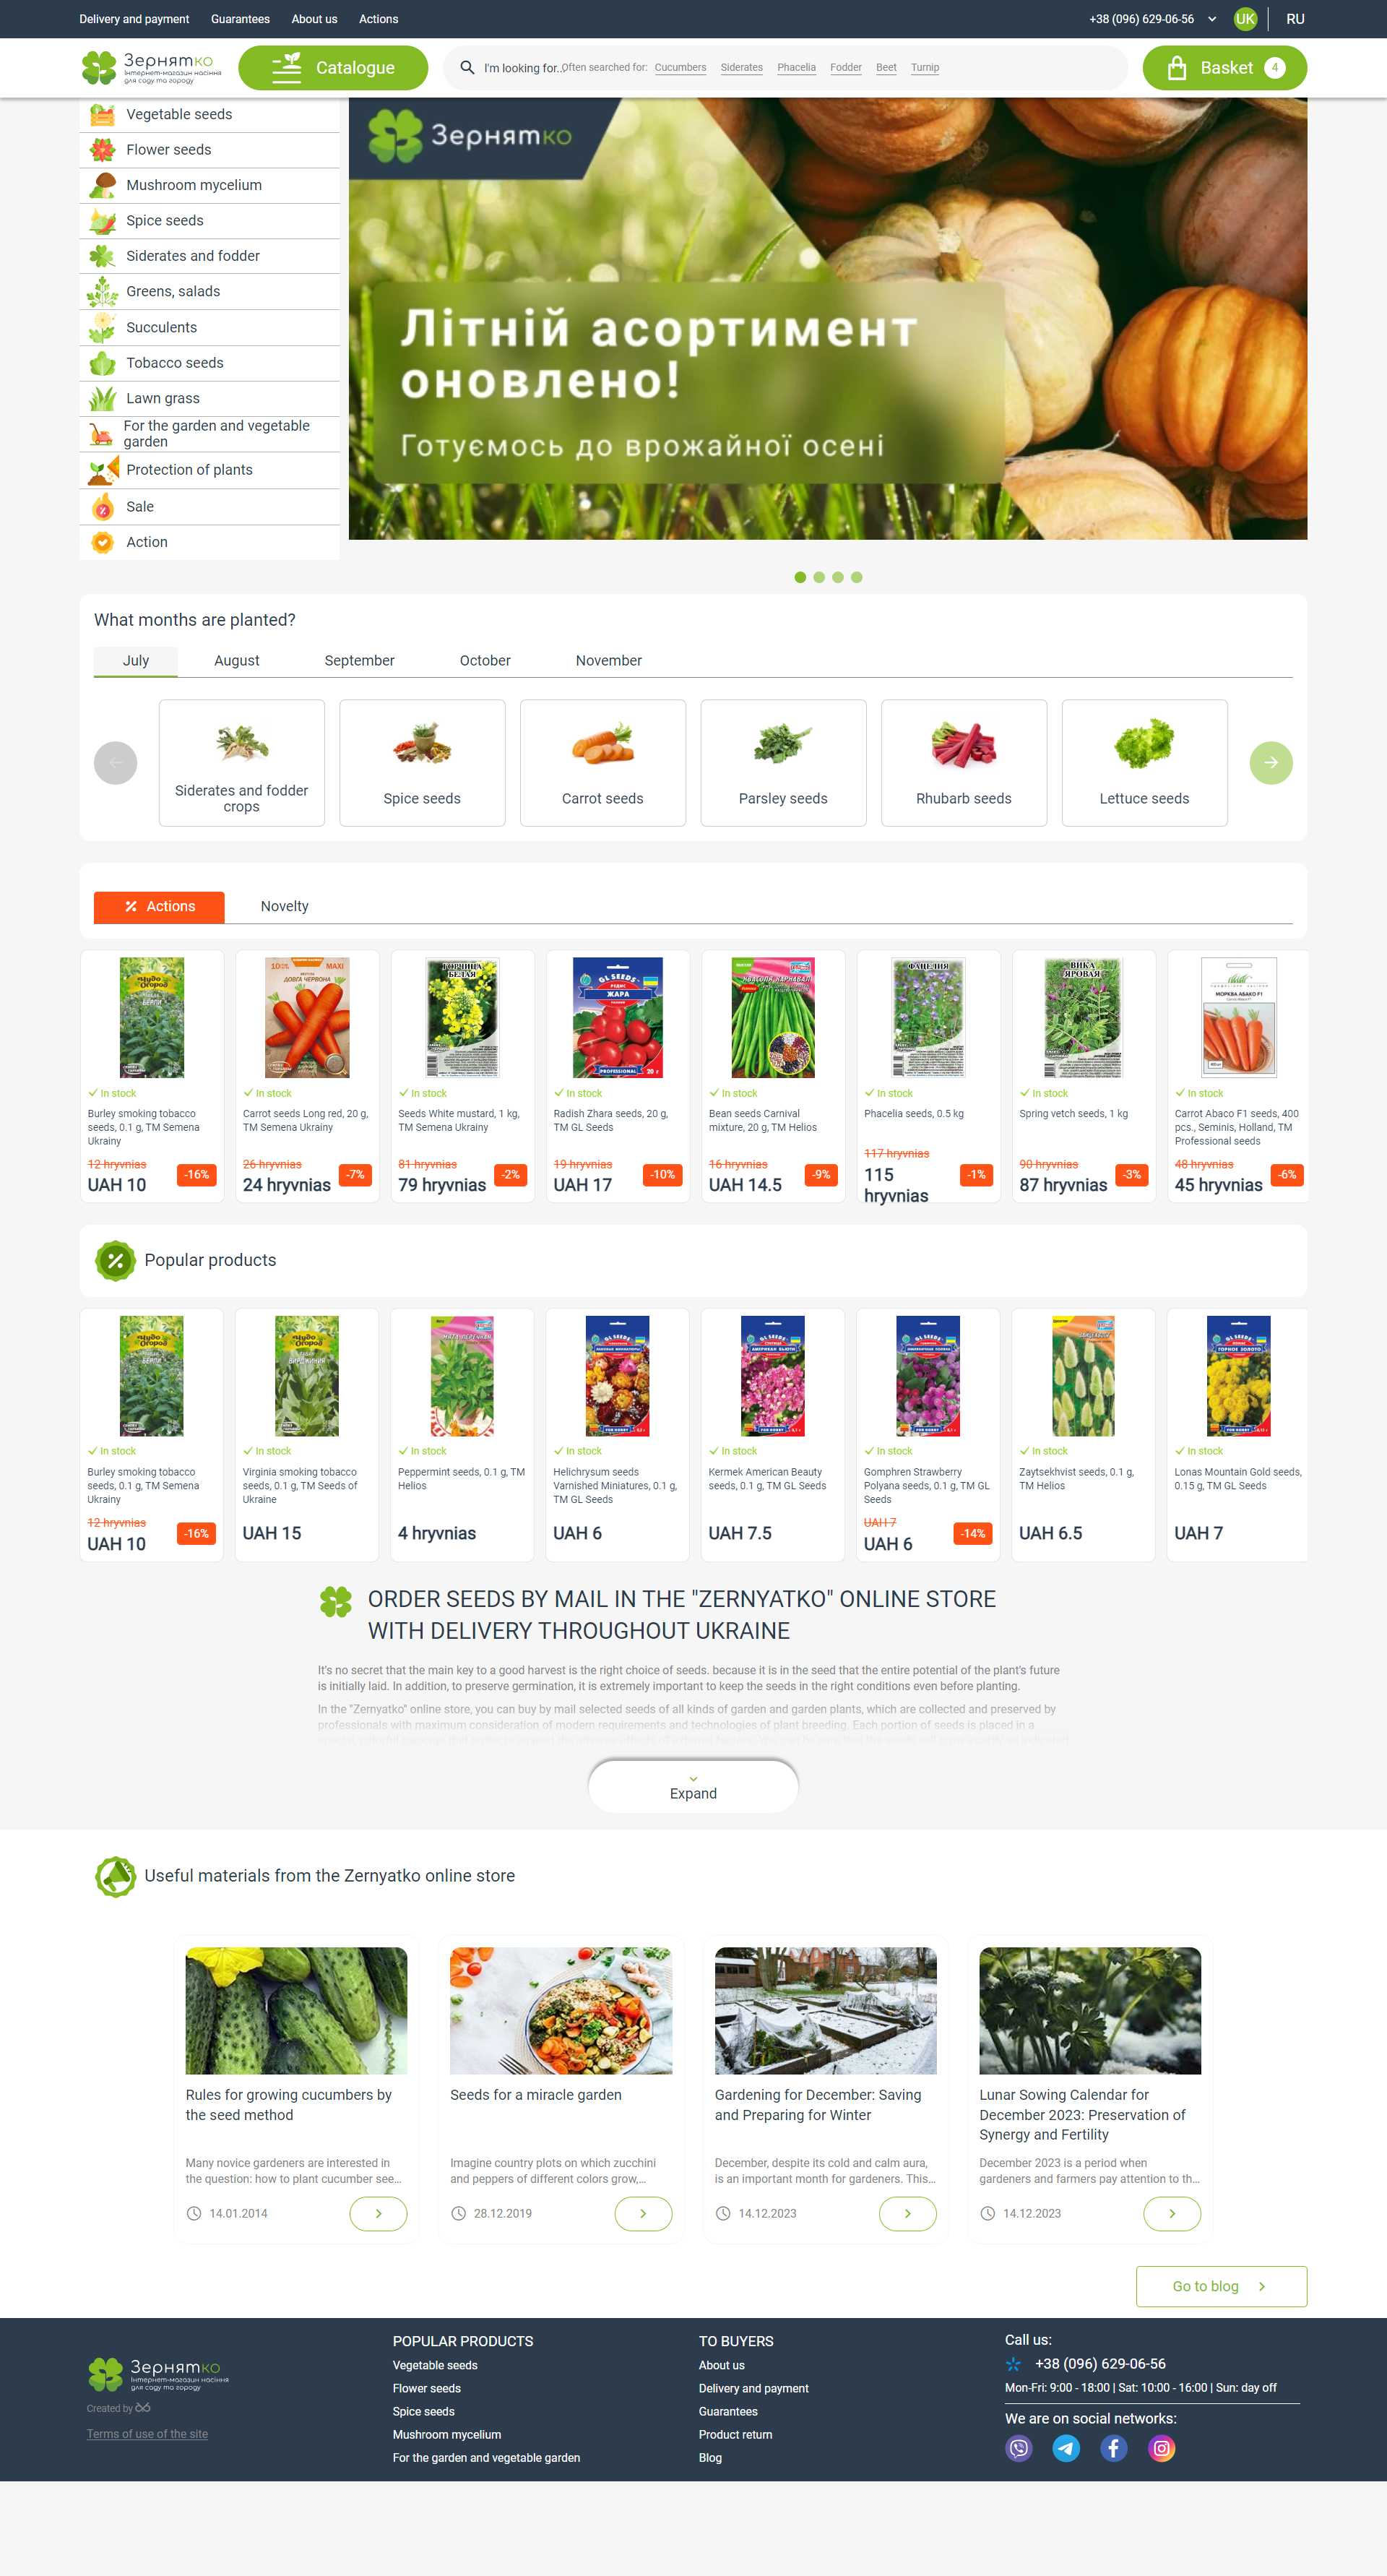 Delivery and payment Guarantees About us Actions +38 (096) 629-06-56 UK RU
Зернятко
Інтернет-магазин насіння
для саду та городу
Catalogue
I'm looking for... Often searched for: Cucumbers Siderates Phacelia Fodder Beet Turnip
Basket 4
Vegetable seeds
Flower seeds
Mushroom mycelium
Spice seeds
Siderates and fodder
Greens, salads
Succulents
Tobacco seeds
Lawn grass
For the garden and vegetable
garden
Protection of plants
Sale
Action
Зернятко
Літній асортимент
оновлено!
Готуємось до врожайної осені
What months are planted?
July August September October November
Siderates and fodder
crops
Spice seeds
Carrot seeds
Parsley seeds
Rhubarb seeds
Lettuce seeds
Actions Novelty
In stock
Burley smoking tobacco
seeds, 0.1 g, TM Semena
Ukrainy
12 hryvnias
UAH 10
-16%
In stock
Carrot seeds Long red, 20 g,
TM Semena Ukrainy
26 hryvnias
24 hryvnias
-7%
In stock
Seeds White mustard, 1 kg,
TM Semena Ukrainy
81 hryvnias
79 hryvnias
-2%
GL SEEDS
ЖАРА
PROFESSIONAL 20 г
In stock
Radish Zhara seeds, 20 g,
TM GL Seeds
19 hryvnias
UAH 17
-10%
In stock
Bean seeds Carnival
mixture, 20 g, TM Helios
16 hryvnias
UAH 14.5
-9%
ФАЦЕЛИЯ
In stock
Phacelia seeds, 0.5 kg
117 hryvnias
115
hryvnias
-1%
ВИКА
ЯРОВАЯ
In stock
Spring vetch seeds, 1 kg
90 hryvnias
87 hryvnias
-3%
МОРКВА АБАКО F1
In stock
Carrot Abaco F1 seeds, 400
pcs., Seminis, Holland, TM
Professional seeds
48 hryvnias
45 hryvnias
-6%
Popular products
In stock
Burley smoking tobacco
seeds, 0.1 g, TM Semena
Ukrainy
12 hryvnias
UAH 10
-16%
In stock
Virginia smoking tobacco
seeds, 0.1 g, TM Seeds of
Ukraine
UAH 15
In stock
Peppermint seeds, 0.1 g, TM
Helios
4 hryvnias
In stock
Helichrysum seeds
Varnished Miniatures, 0.1 g,
TM GL Seeds
UAH 6
In stock
Kermek American Beauty
seeds, 0.1 g, TM GL Seeds
UAH 7.5
In stock
Gomphren Strawberry
Polyana seeds, 0.1 g, TM GL
Seeds
UAH 7
UAH 6
-14%
In stock
Zaytsekhvist seeds, 0.1 g,
TM Helios
UAH 6.5
In stock
Lonas Mountain Gold seeds,
0.15 g, TM GL Seeds
UAH 7
ORDER SEEDS BY MAIL IN THE "ZERNYATKO" ONLINE STORE
WITH DELIVERY THROUGHOUT UKRAINE
It's no secret that the main key to a good harvest is the right choice of seeds. because it is in the seed that the entire potential of the plant's future
is initially laid. In addition, to preserve germination, it is extremely important to keep the seeds in the right conditions even before planting.
In the "Zernyatko" online store, you can buy by mail selected seeds of all kinds of garden and garden plants, which are collected and preserved by
professionals with maximum consideration of modern requirements and technologies of plant breeding. Each portion of seeds is placed in a
Expand
Useful materials from the Zernyatko online store
Rules for growing cucumbers by
the seed method
Many novice gardeners are interested in
the question: how to plant cucumber see...
14.01.2014
Seeds for a miracle garden
Imagine country plots on which zucchini
and peppers of different colors grow,...
28.12.2019
Gardening for December: Saving
and Preparing for Winter
December, despite its cold and calm aura,
is an important month for gardeners. This...
14.12.2023
Lunar Sowing Calendar for
December 2023: Preservation of
Synergy and Fertility
December 2023 is a period when
gardeners and farmers pay attention to th...
14.12.2023
Go to blog
Зернятко
Інтернет-магазин насіння
для саду та городу
Created by
Terms of use of the site
POPULAR PRODUCTS
Vegetable seeds
Flower seeds
Spice seeds
Mushroom mycelium
For the garden and vegetable garden
TO BUYERS
About us
Delivery and payment
Guarantees
Product return
Blog
Call us:
+38 (096) 629-06-56
Mon-Fri: 9:00 - 18:00 | Sat: 10:00 - 16:00 | Sun: day off
We are on social networks: